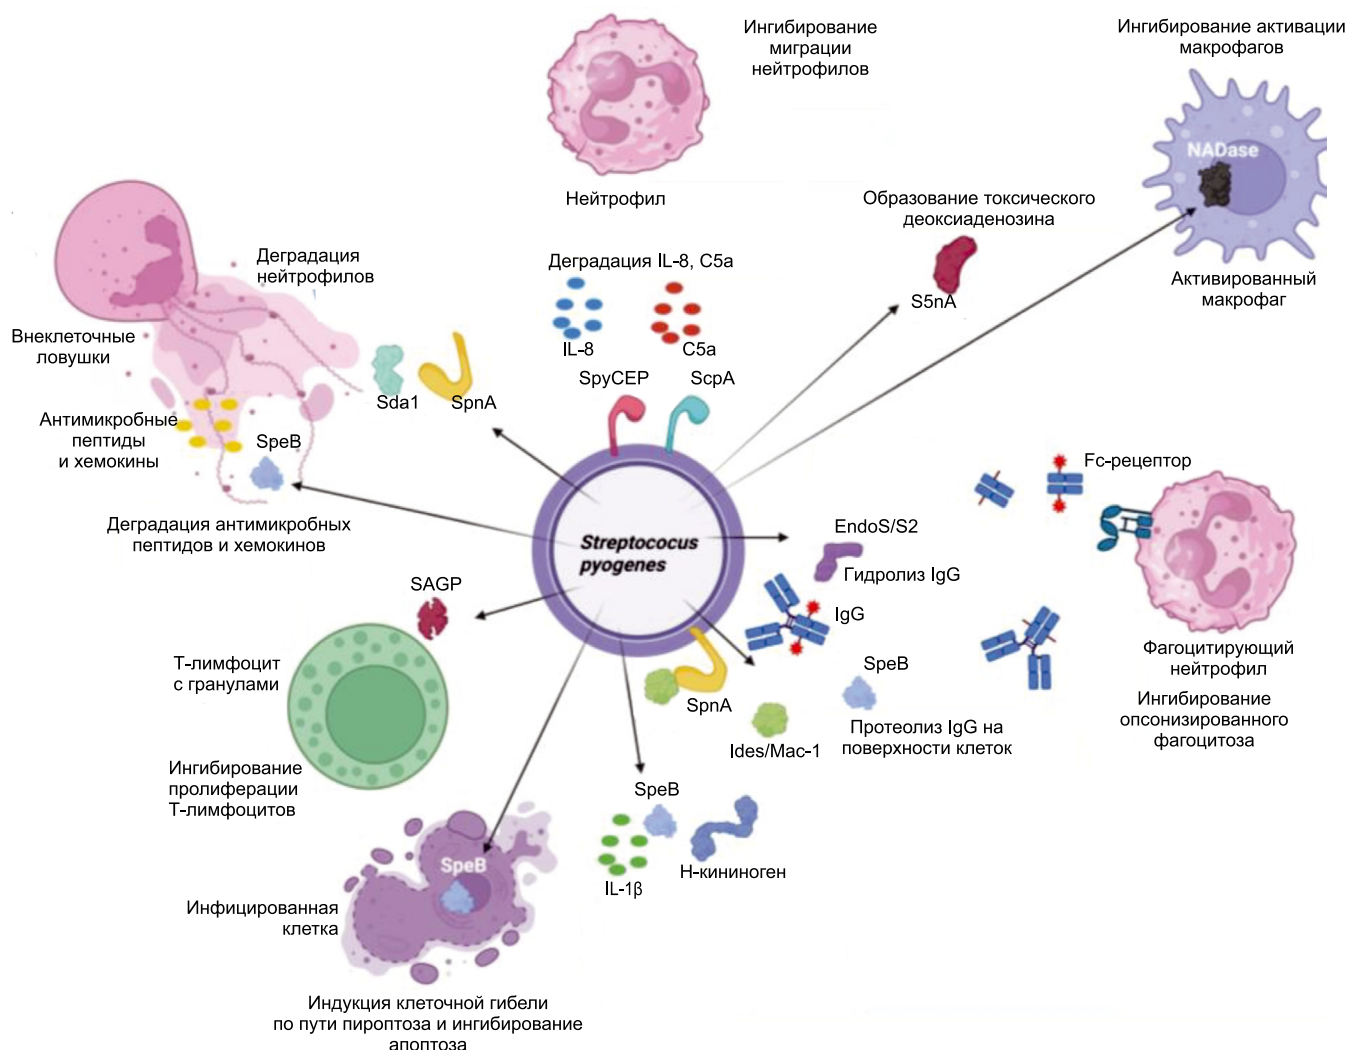 Ингибирование
миграции
нейтрофилов
Ингибирование активации
макрофагов
NADase
Нейтрофил
Образование токсического
деоксиаденозина
S5nA
Активированный
макрофаг
Деградация
нейтрофилов
Внеклеточные
ловушки
Деградация IL-8, C5a
IL-8
C5a
SpyCEP
ScpA
Sda1
SpnA
Антимикробные
пептиды
и хемокины
SpeB
Деградация антимикробных
пептидов и хемокинов
Fc-рецептор
Streptococus
pyogenes
EndoS/S2
Гидролиз IgG
IgG
SAGP
Т-лимфоцит
с гранулами
SpnA
SpeB
Ides/Mac-1
Протеолиз IgG на
поверхности клеток
Фагоцитирующий
нейтрофил
Ингибирование
опсонизированного
фагоцитоза
Ингибирование
пролиферации
Т-лимфоцитов
SpeB
IL-1β
Н-кининоген
SpeB
Инфицированная
клетка
Индукция клеточной гибели
по пути пироптоза и ингибирование
апоптоза